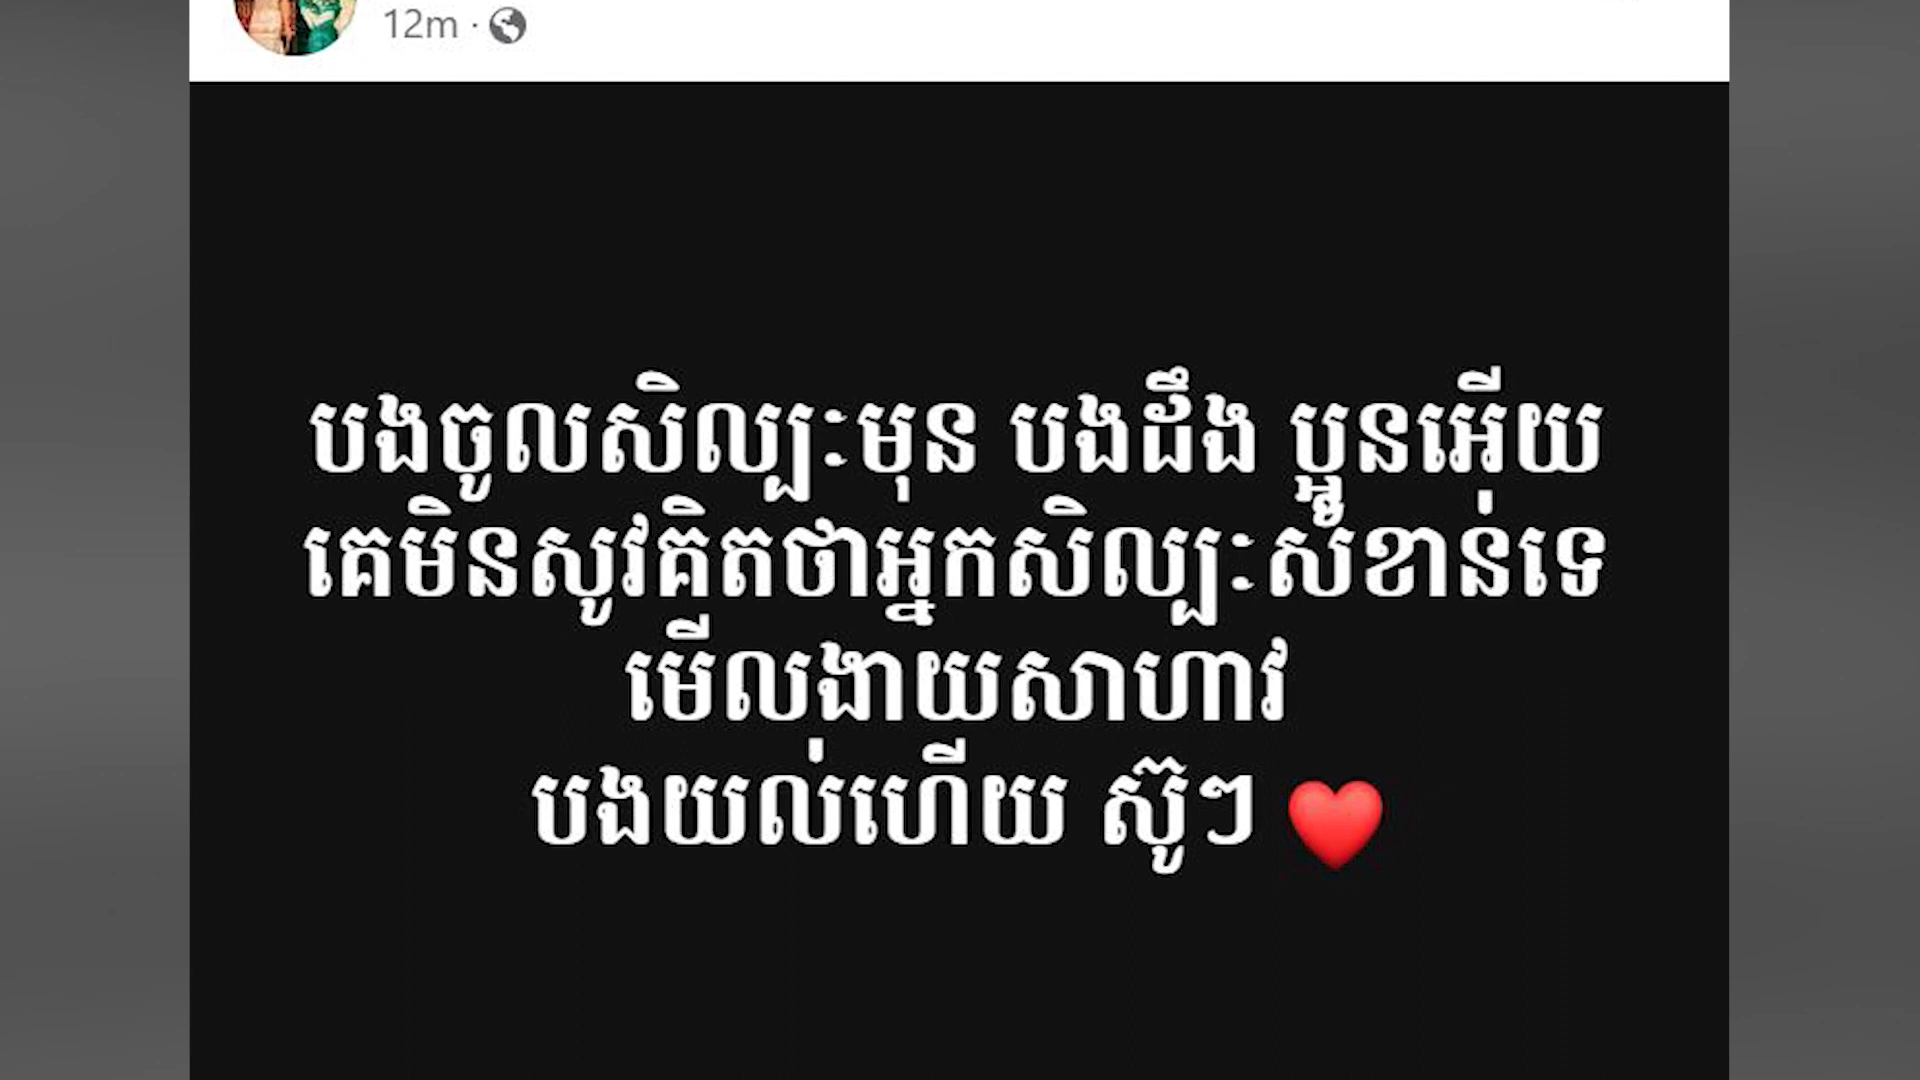 12m ·
បងចូលសិល្បៈមុន បងដឹង ប្អូនអើយ
គេមិនសូវគិតថាអ្នកសិល្បៈសំខាន់ទេ
មើលងាយសាហាវ
បងយល់ហើយ ស៊ូៗ ❤️